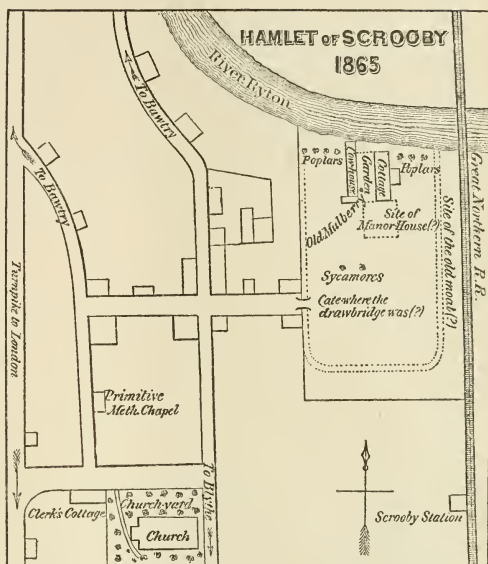 HAMLET OF SCROOBY
1865
River Ryton
To Bawtry
To Bawtry
Poplars
Cowhouse
Garden
Cottage
Poplars
Old Mulberry
Site of
Manor House(?)
Sycamores
Gate where the
drawbridge was(?)
Site of the old moat(?)
Great Northern R.R.
Turnpike to London
Primitive
Meth. Chapel
To Blythe
Clerk's Cottage
Church-yard
Church
Scrooby Station